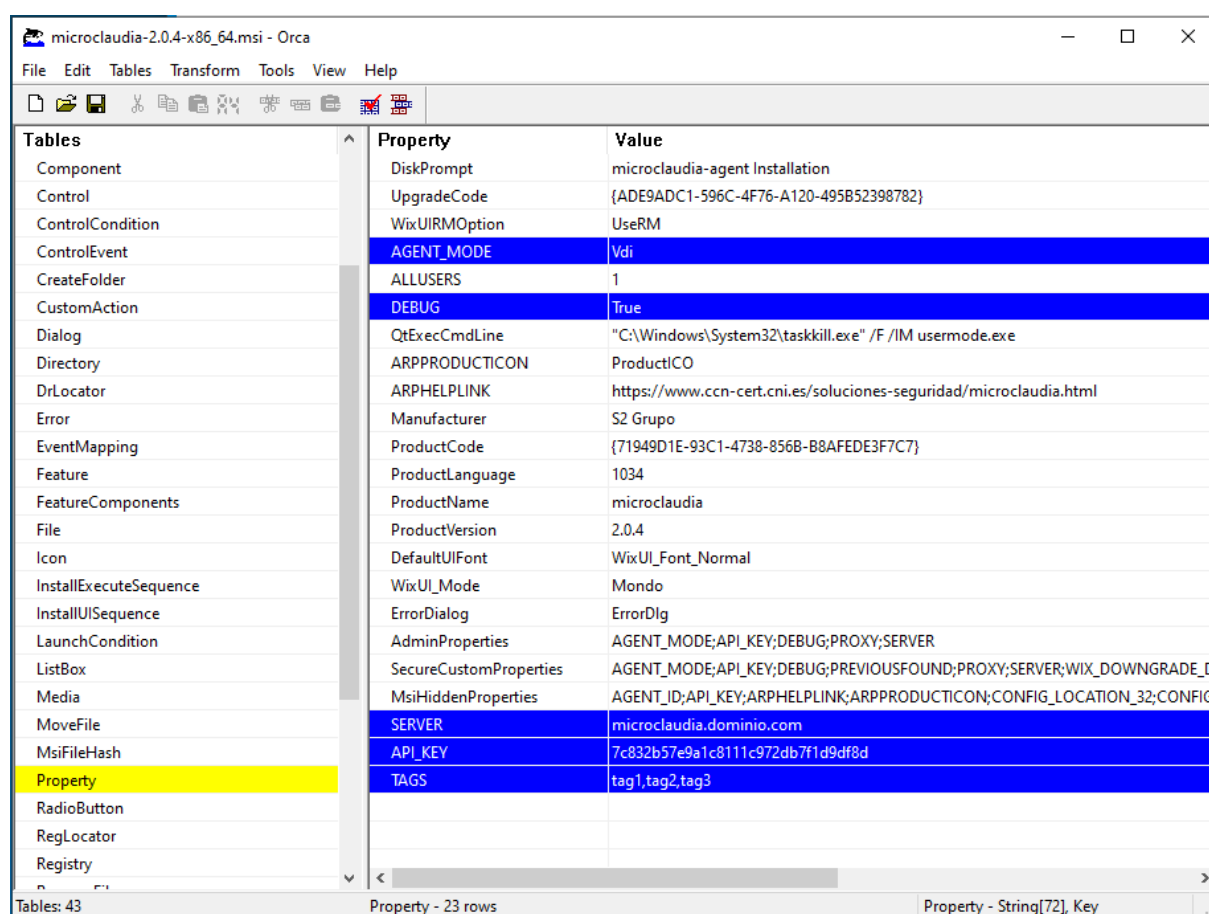 microclaudia-2.0.4-x86_64.msi - Orca
File Edit Tables Transform Tools View Help
Tables
Component
Control
ControlCondition
ControlEvent
CreateFolder
CustomAction
Dialog
Directory
DrLocator
Error
EventMapping
Feature
FeatureComponents
File
Icon
InstallExecuteSequence
InstallUISequence
LaunchCondition
ListBox
Media
MoveFile
MsiFileHash
Property
RadioButton
RegLocator
Registry
Property Value
DiskPrompt microclaudia-agent Installation
UpgradeCode {ADE9ADC1-596C-4F76-A120-495B52398782}
WixUIRMOption UseRM
AGENT_MODE Vdi
ALLUSERS 1
DEBUG True
QtExecCmdLine "C:\Windows\System32\taskkill.exe" /F /IM usermode.exe
ARPPRODUCTICON ProductICO
ARPHELPLINK https://www.ccn-cert.cni.es/soluciones-seguridad/microclaudia.html
Manufacturer S2 Grupo
ProductCode {71949D1E-93C1-4738-856B-B8AFEDE3F7C7}
ProductLanguage 1034
ProductName microclaudia
ProductVersion 2.0.4
DefaultUIFont WixUI_Font_Normal
WixUI_Mode Mondo
ErrorDialog ErrorDlg
AdminProperties AGENT_MODE;API_KEY;DEBUG;PROXY;SERVER
SecureCustomProperties AGENT_MODE;API_KEY;DEBUG;PREVIOUSFOUND;PROXY;SERVER;WIX_DOWNGRADE_D
MsiHiddenProperties AGENT_ID;API_KEY;ARPHELPLINK;ARPPRODUCTICON;CONFIG_LOCATION_32;CONFIG
SERVER microclaudia.dominio.com
API_KEY 7c832b57e9a1c8111c972db7f1d9df8d
TAGS tag1,tag2,tag3
Tables: 43 Property - 23 rows Property - String[72], Key